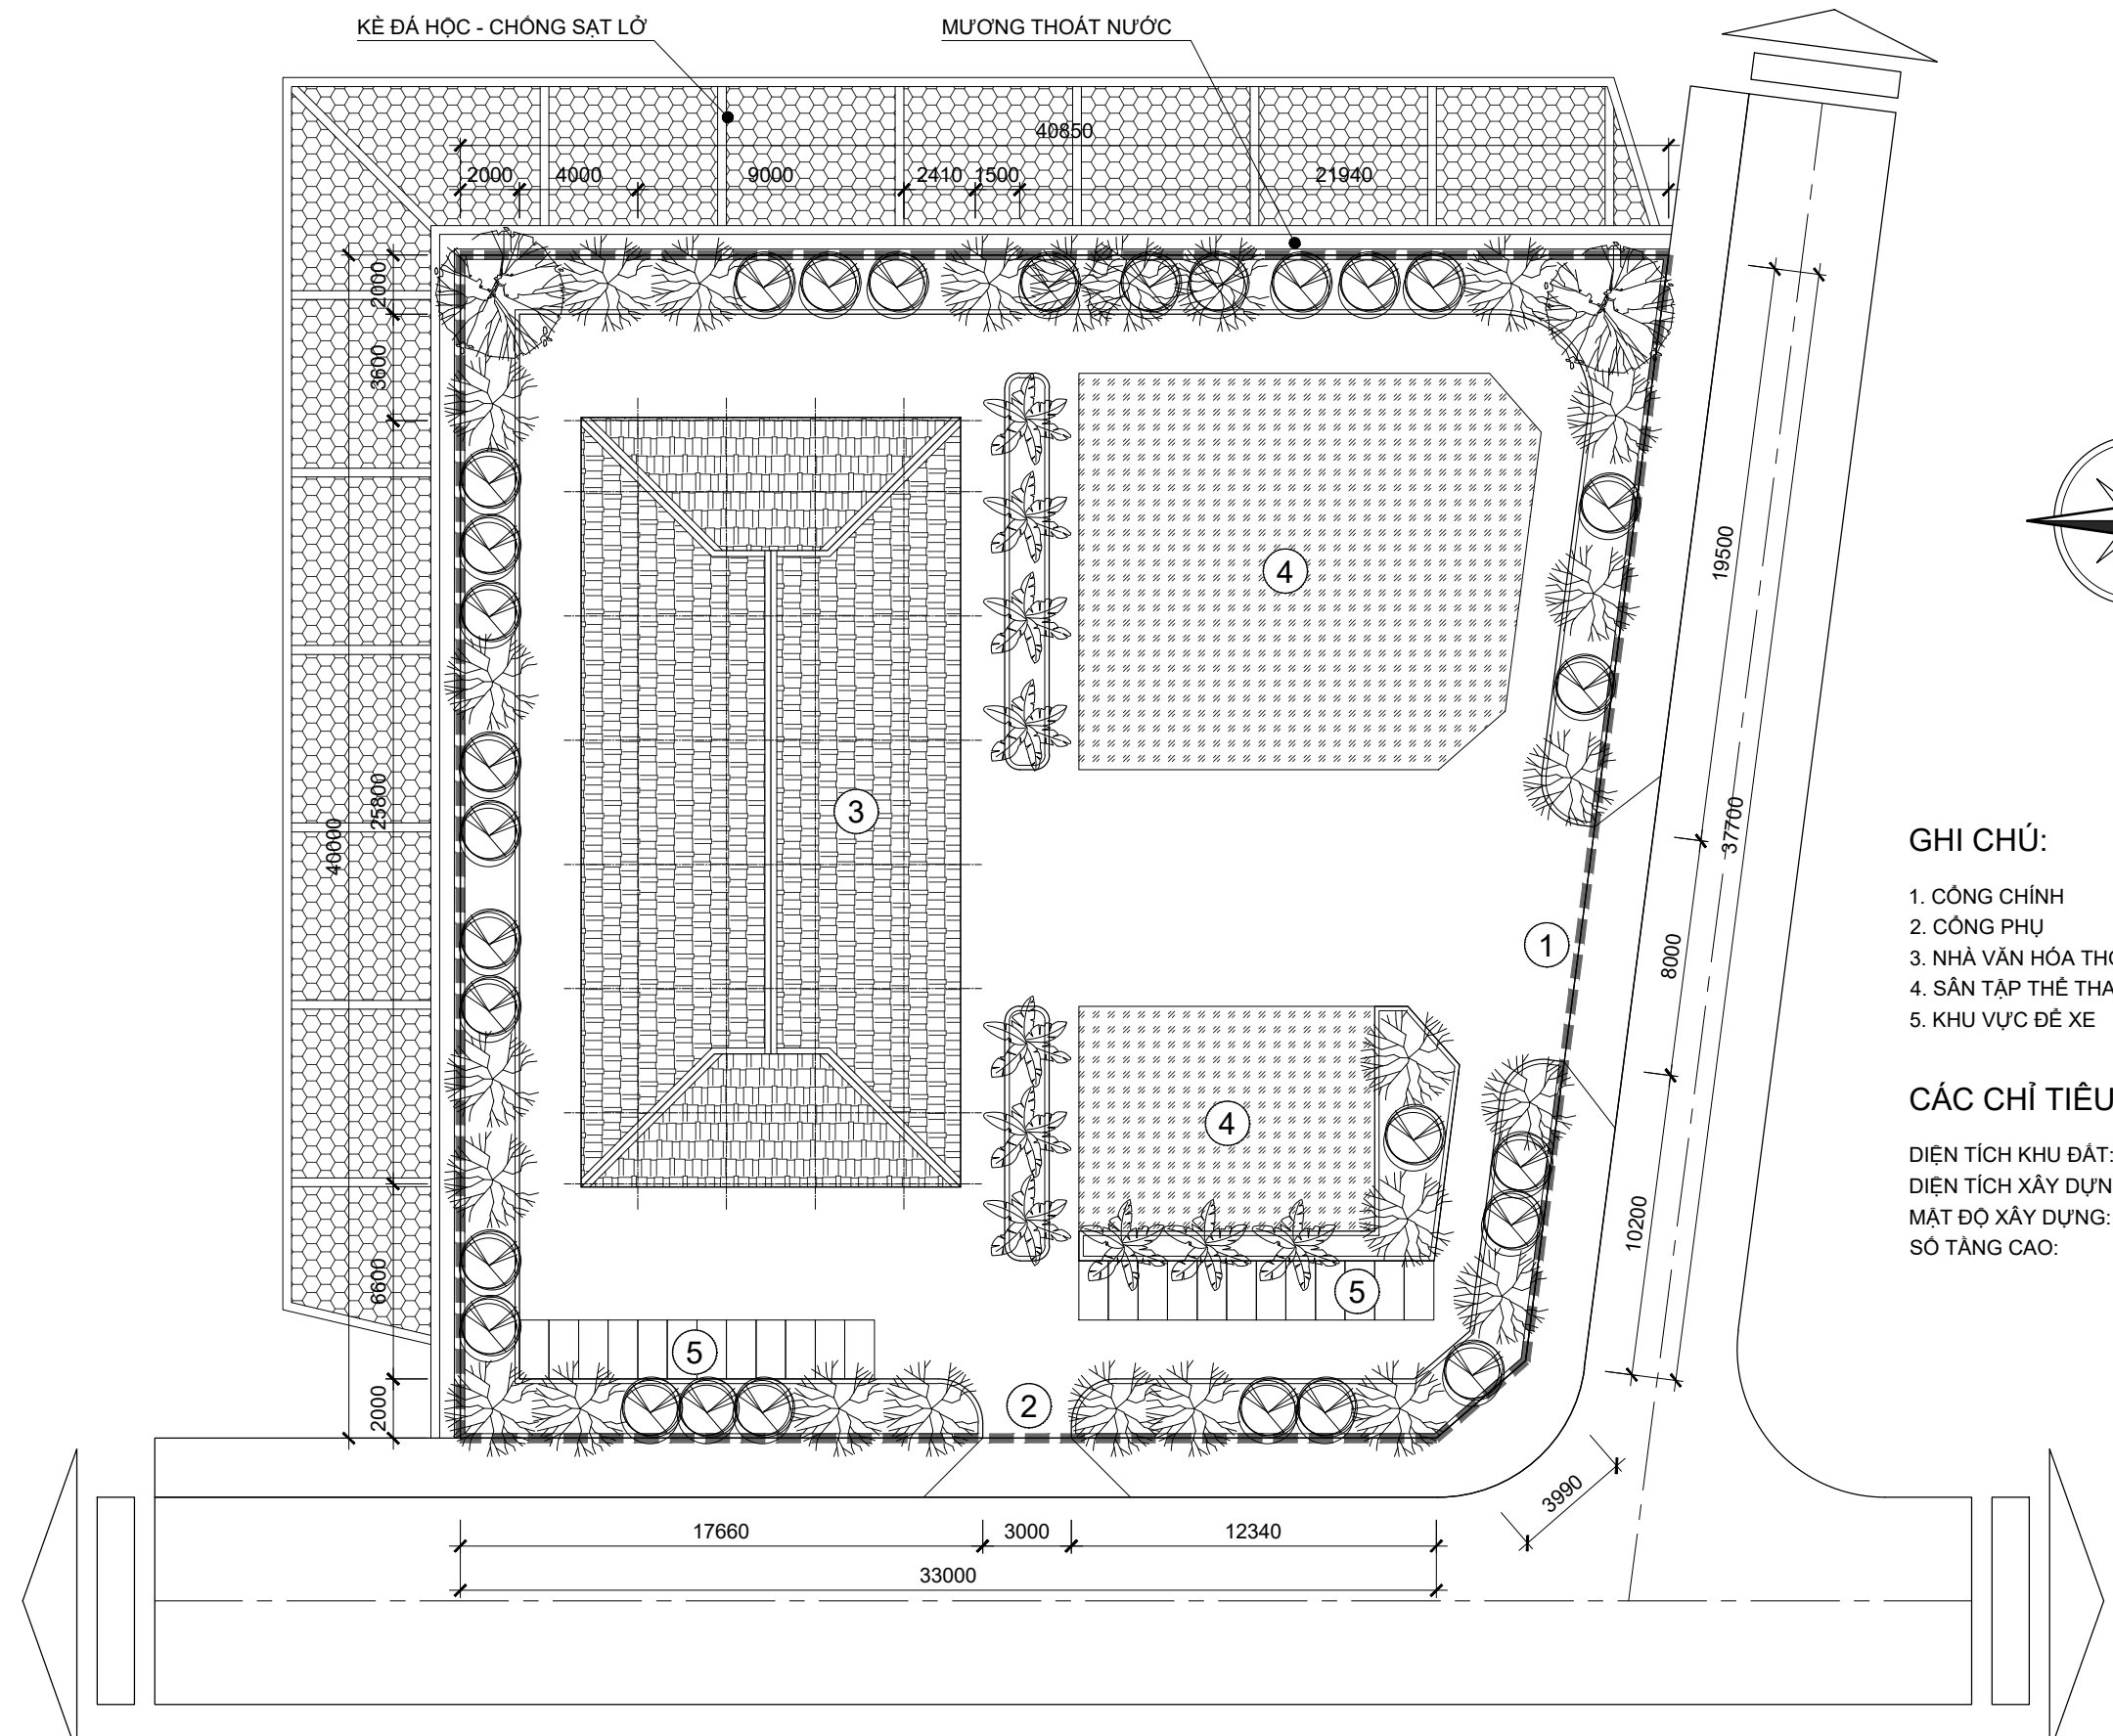 KÈ ĐÁ HỘC - CHỐNG SẠT LỞ
MƯƠNG THOÁT NƯỚC
40850
2000
4000
9000
2410
1500
21940
2000
3600
25800
40000
6600
2000
4
3
1
4
5
5
2
19500
37700
8000
10200
3990
17660
3000
12340
33000
GHI CHÚ:
1. CỔNG CHÍNH
2. CỔNG PHỤ
3. NHÀ VĂN HÓA
4. SÂN TẬP THỂ
5. KHU VỰC ĐỂ XE
CÁC CHỈ TIÊU
DIỆN TÍCH KHU ĐẤT:
DIỆN TÍCH XÂY
MẬT ĐỘ XÂY DỰNG:
SỐ TẦNG CAO: